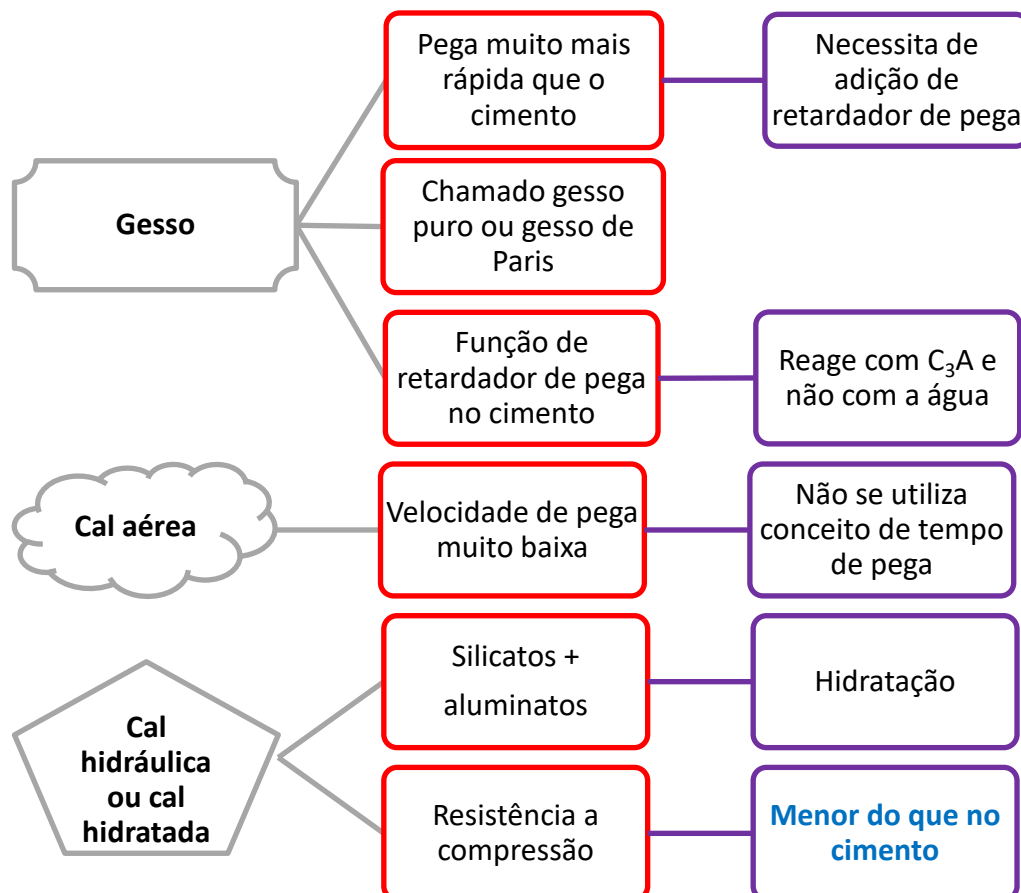 Pega muito mais
rápida que o
cimento
Necessita de
adição de
retardador de pega
Gesso
Chamado gesso
puro ou gesso de
Paris
Função de
retardador de pega
no cimento
Reage com C₃A e
não com a água
Cal aérea
Velocidade de pega
muito baixa
Não se utiliza
conceito de tempo
de pega
Cal
hidráulica
ou cal
hidratada
Silicatos +
aluminatos
Hidratação
Resistência a
compressão
Menor do que no
cimento